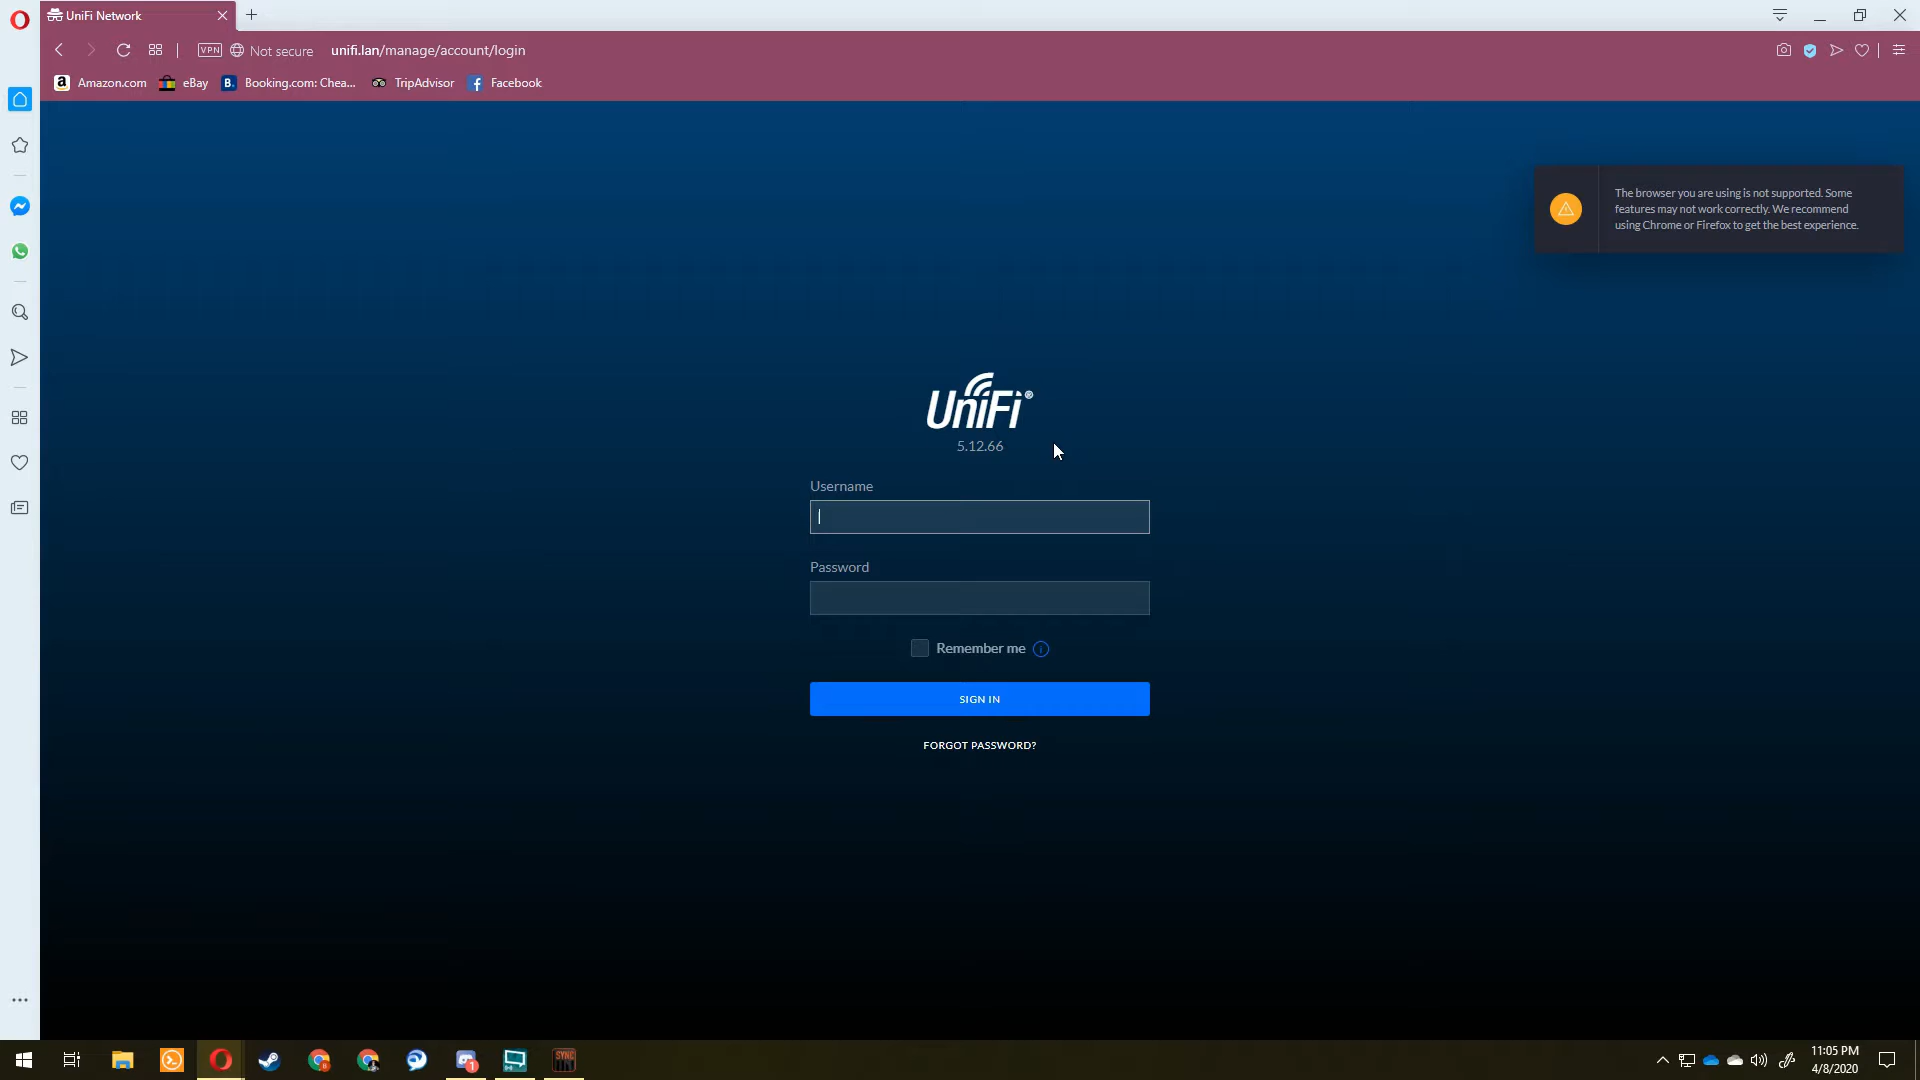 UniFi Network
VPN Not secure unifi.lan/manage/account/login
a Amazon.com eBay B. Booking.com: Chea... TripAdvisor f Facebook
The browser you are using is not supported. Some
features may not work correctly. We recommend
using Chrome or Firefox to get the best experience.
UniFi®
5.12.66
Username
Password
Remember me i
SIGN IN
FORGOT PASSWORD?
8 1 SYNC
11:05 PM
4/8/2020